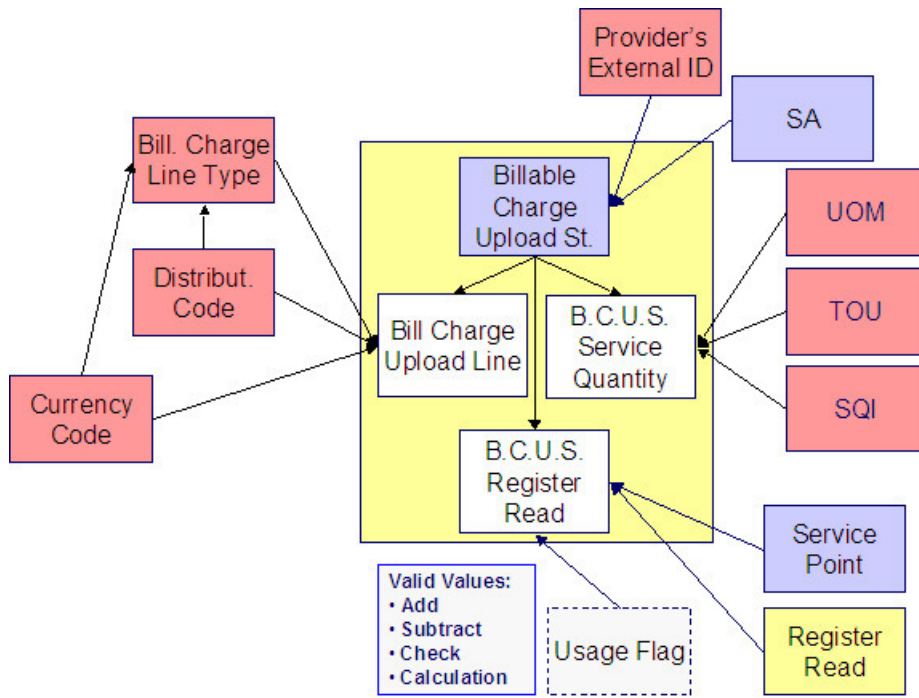 Provider's
External ID
SA
Bill. Charge
Line Type
Billable
Charge
Upload St.
UOM
Distribut.
Code
TOU
Bill Charge
Upload Line
B.C.U.S.
Service
Quantity
Currency
Code
SQI
B.C.U.S.
Register
Read
Service
Point
Valid Values:
• Add
• Subtract
• Check
• Calculation
Usage Flag
Register
Read